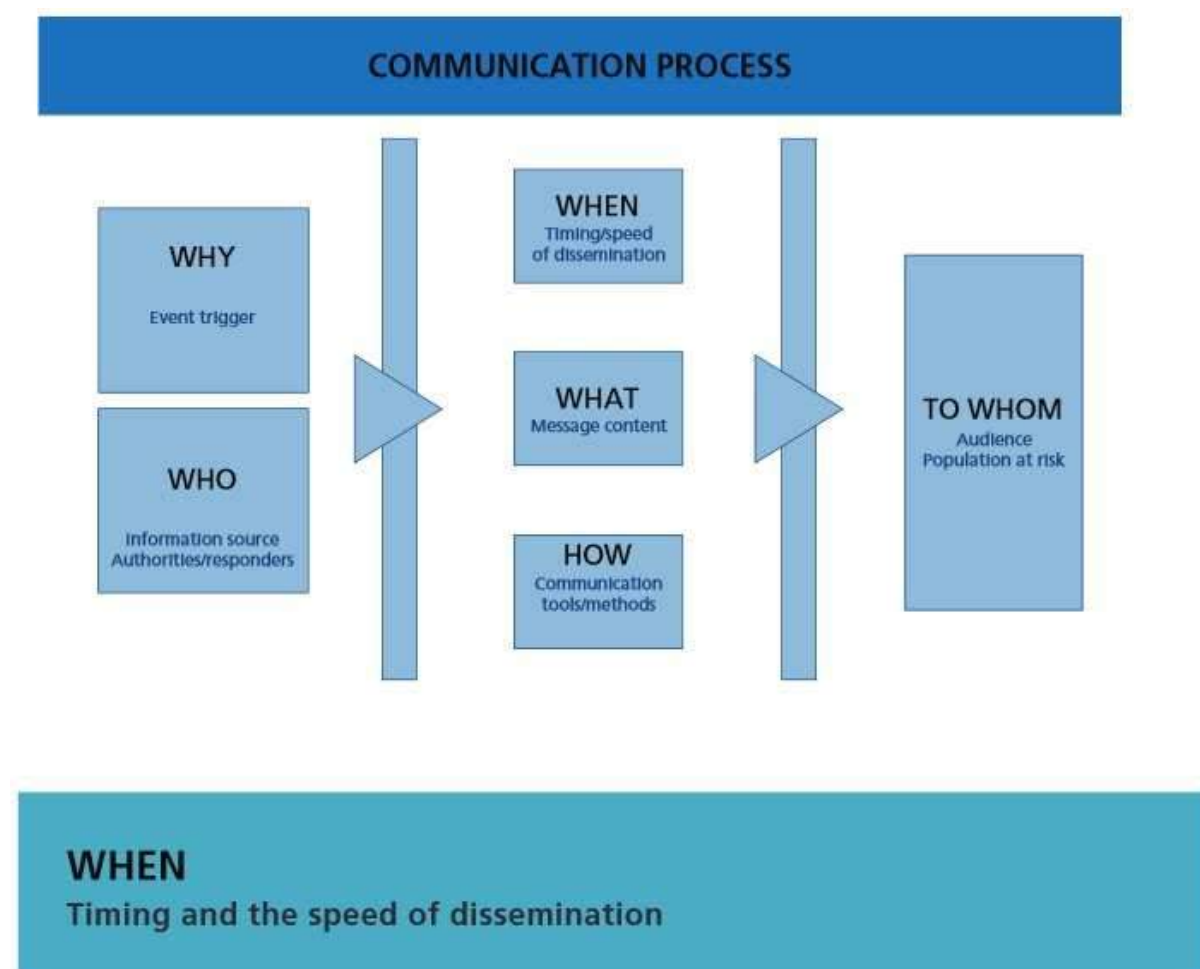 COMMUNICATION PROCESS
WHY
Event trigger
WHO
Information source
Authorities/responders
WHEN
Timing/speed
of dissemination
WHAT
Message content
HOW
Communication
tools/methods
TO WHOM
Audience
Population at risk
WHEN
Timing and the speed of dissemination